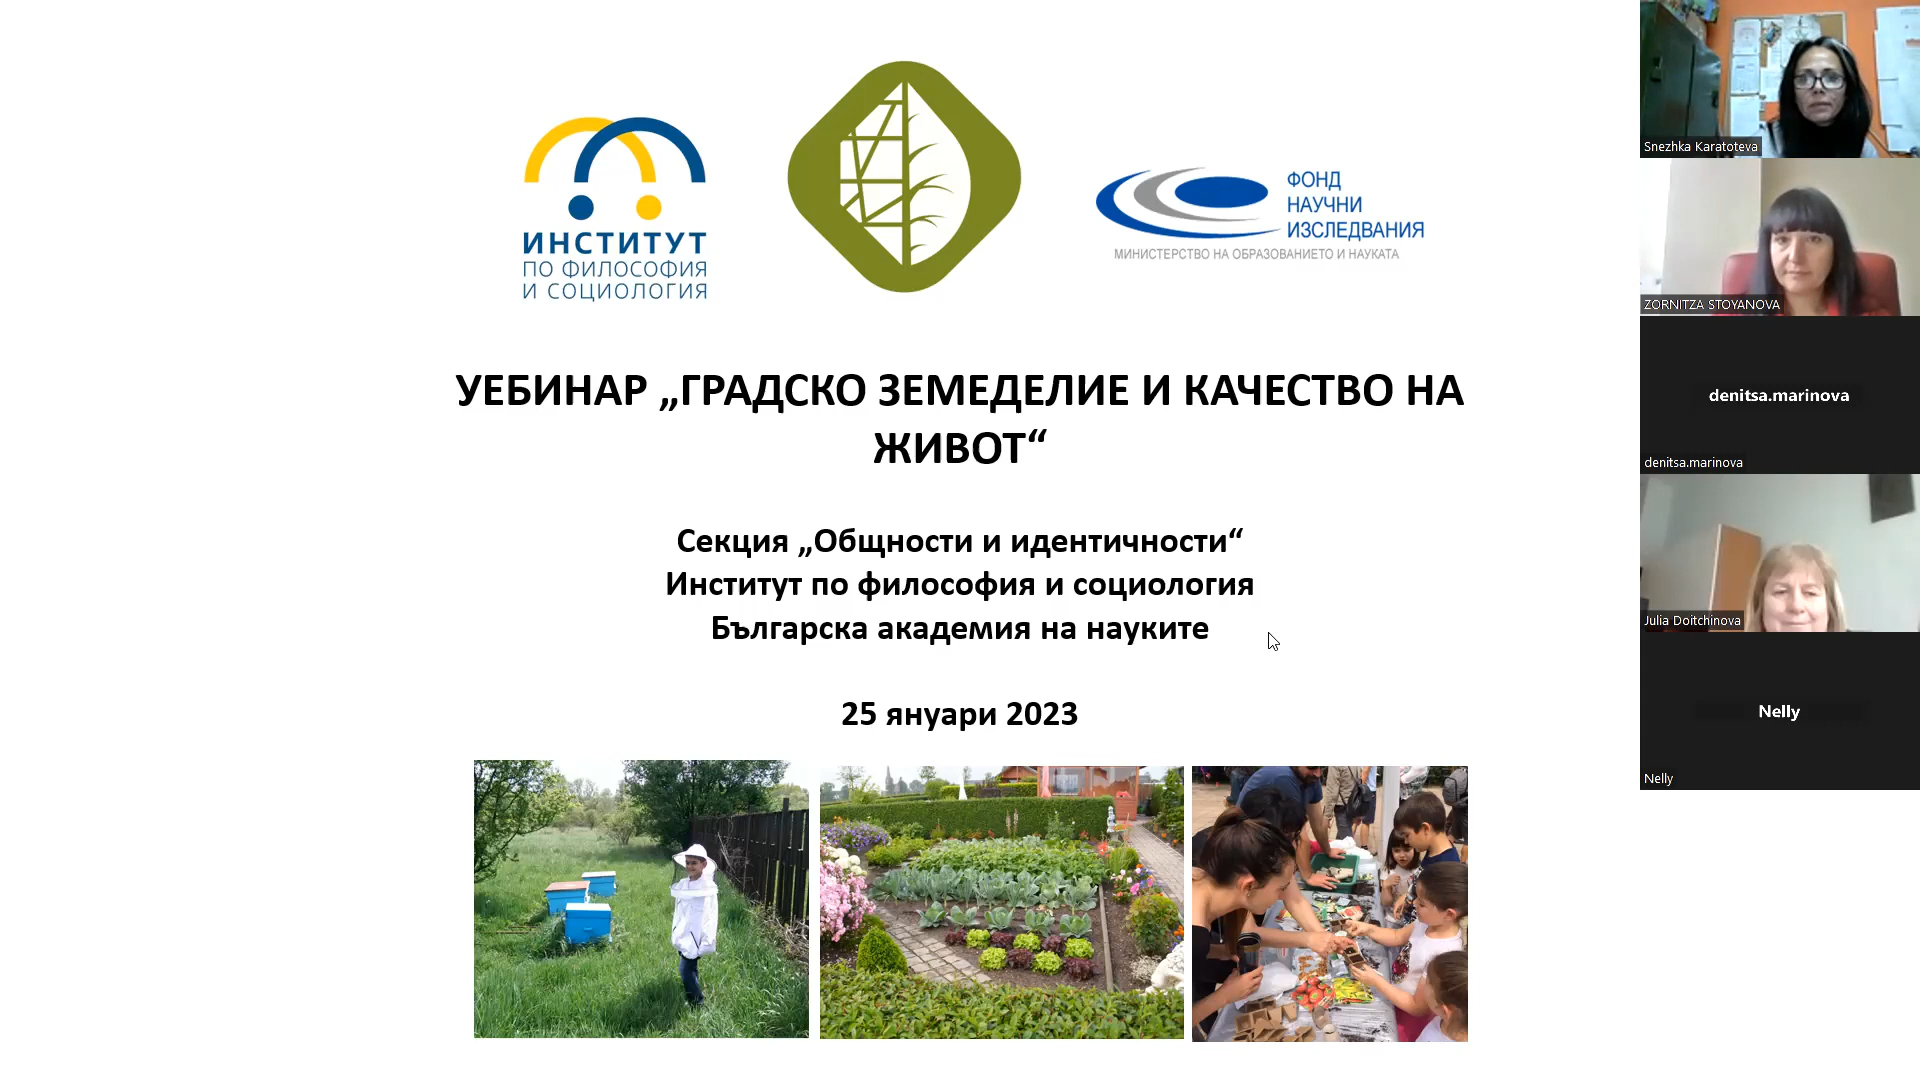 ИНСТИТУТ
ПО ФИЛОСОФИЯ
И СОЦИОЛОГИЯ
ФОНД
НАУЧНИ
ИЗСЛЕДВАНИЯ
МИНИСТЕРСТВО НА ОБРАЗОВАНИЕТО И НАУКАТА
УЕБИНАР „ГРАДСКО ЗЕМЕДЕЛИЕ И КАЧЕСТВО НА
ЖИВОТ“
Секция „Общности и идентичности“
Институт по философия и социология
Българска академия на науките
25 януари 2023
Snezhka Karatoteva
ZORNITZA STOYANOVA
denitsa.marinova
denitsa.marinova
Julia Doitchinova
Nelly
Nelly